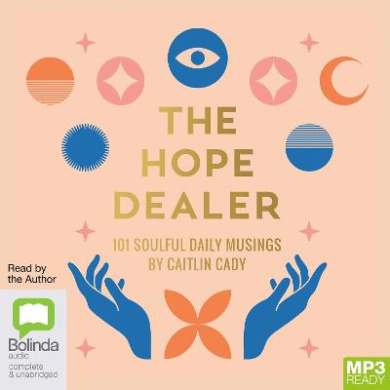 THE
HOPE
DEALER
101 SOULFUL DAILY MUSINGS
BY CAITLIN CADY
Read by
the Author
Bolinda
audio
complete
& unabridged
MP3
READY